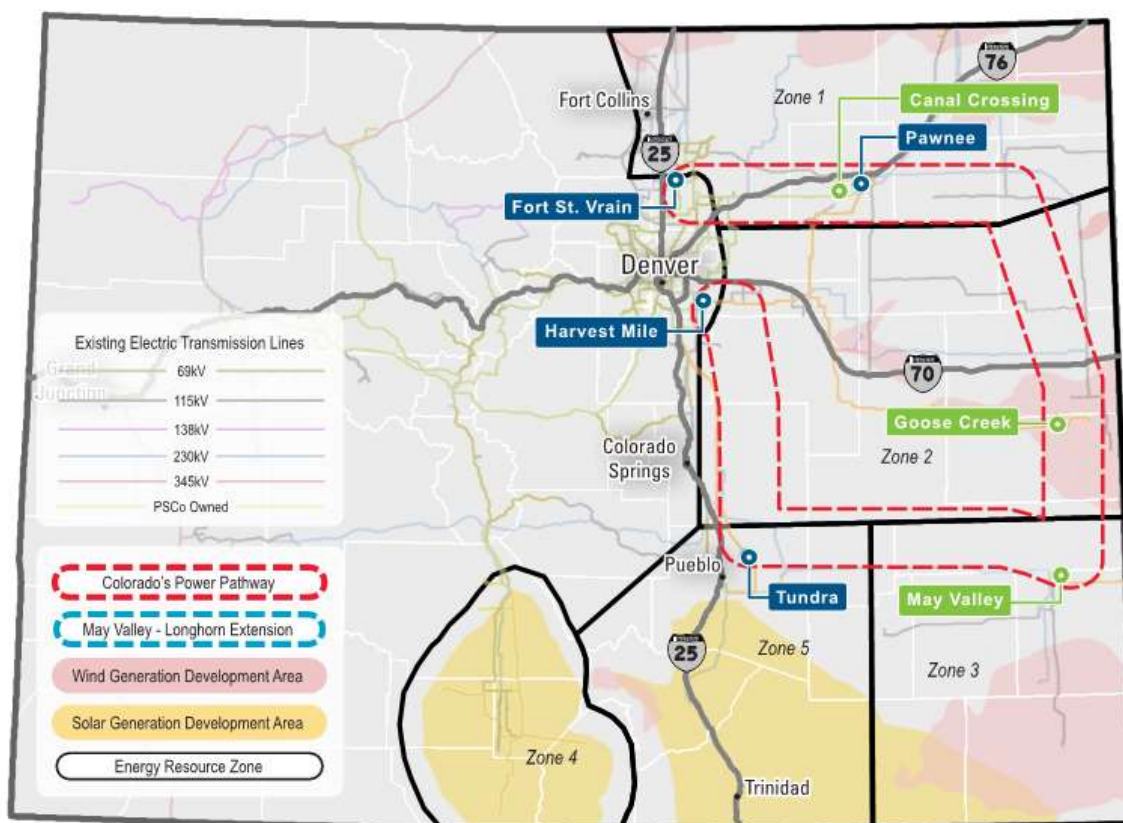 76
Fort Collins
Zone 1
Canal Crossing
Pawnee
25
Fort St. Vrain
Denver
Harvest Mile
70
Existing Electric Transmission Lines
69kV
Grand
Junction
115kV
138kV
230kV
345kV
PSCo Owned
Goose Creek
Zone 2
Colorado
Springs
Colorado's Power Pathway
May Valley - Longhorn Extension
Wind Generation Development Area
Solar Generation Development Area
Energy Resource Zone
Pueblo
Tundra
May Valley
25
Zone 5
Zone 3
Zone 4
Trinidad